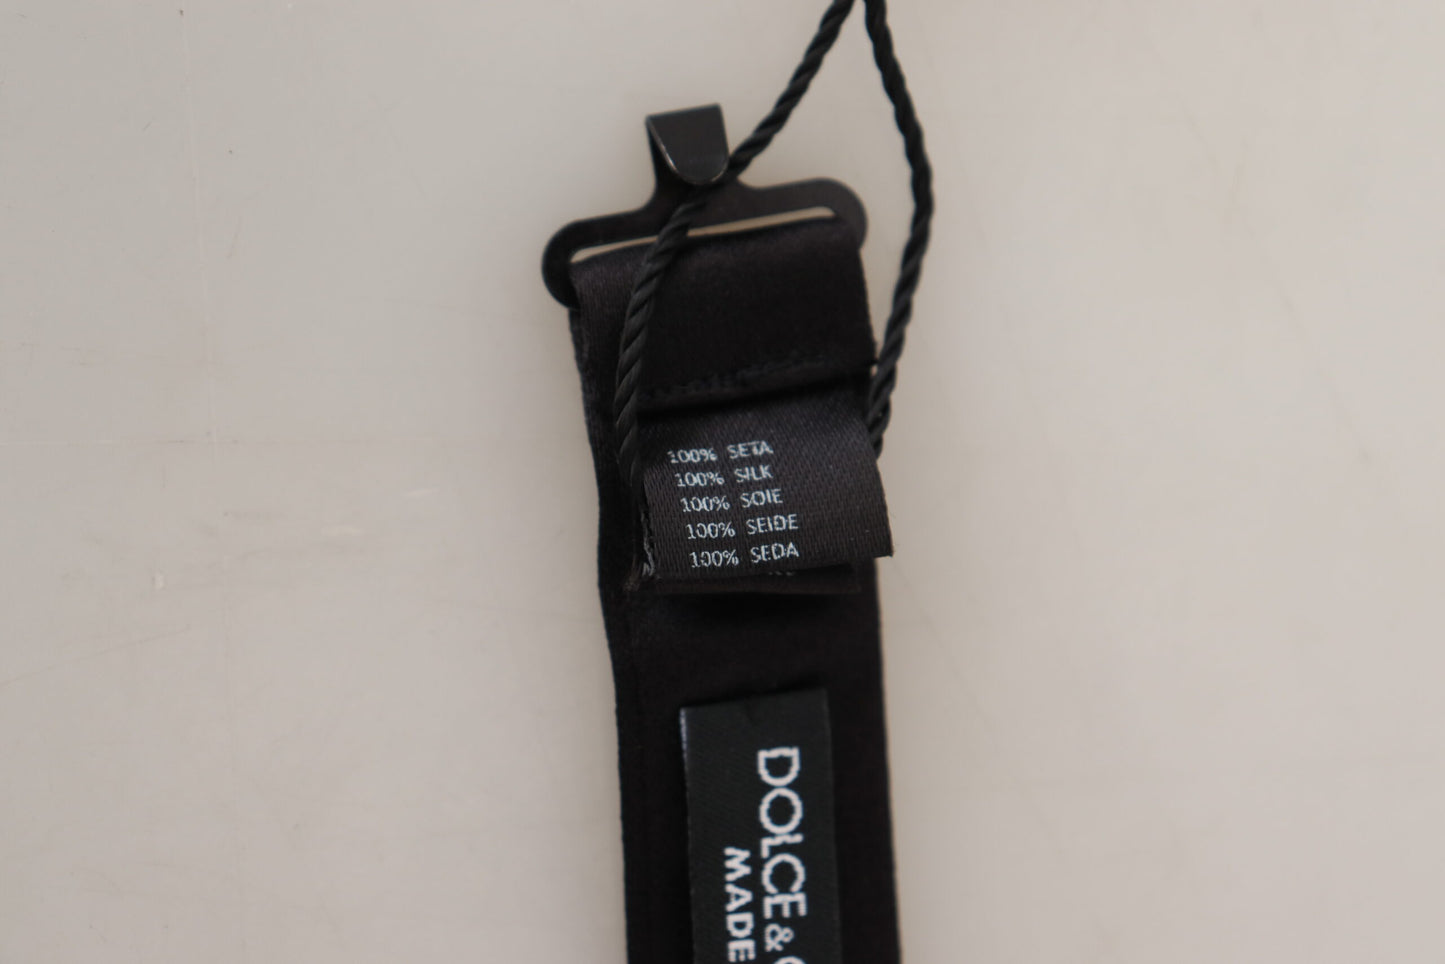 100% SETA
100% SILK
100% SOIE
100% SEIDE
100% SEDA
DOLCE &
MADE